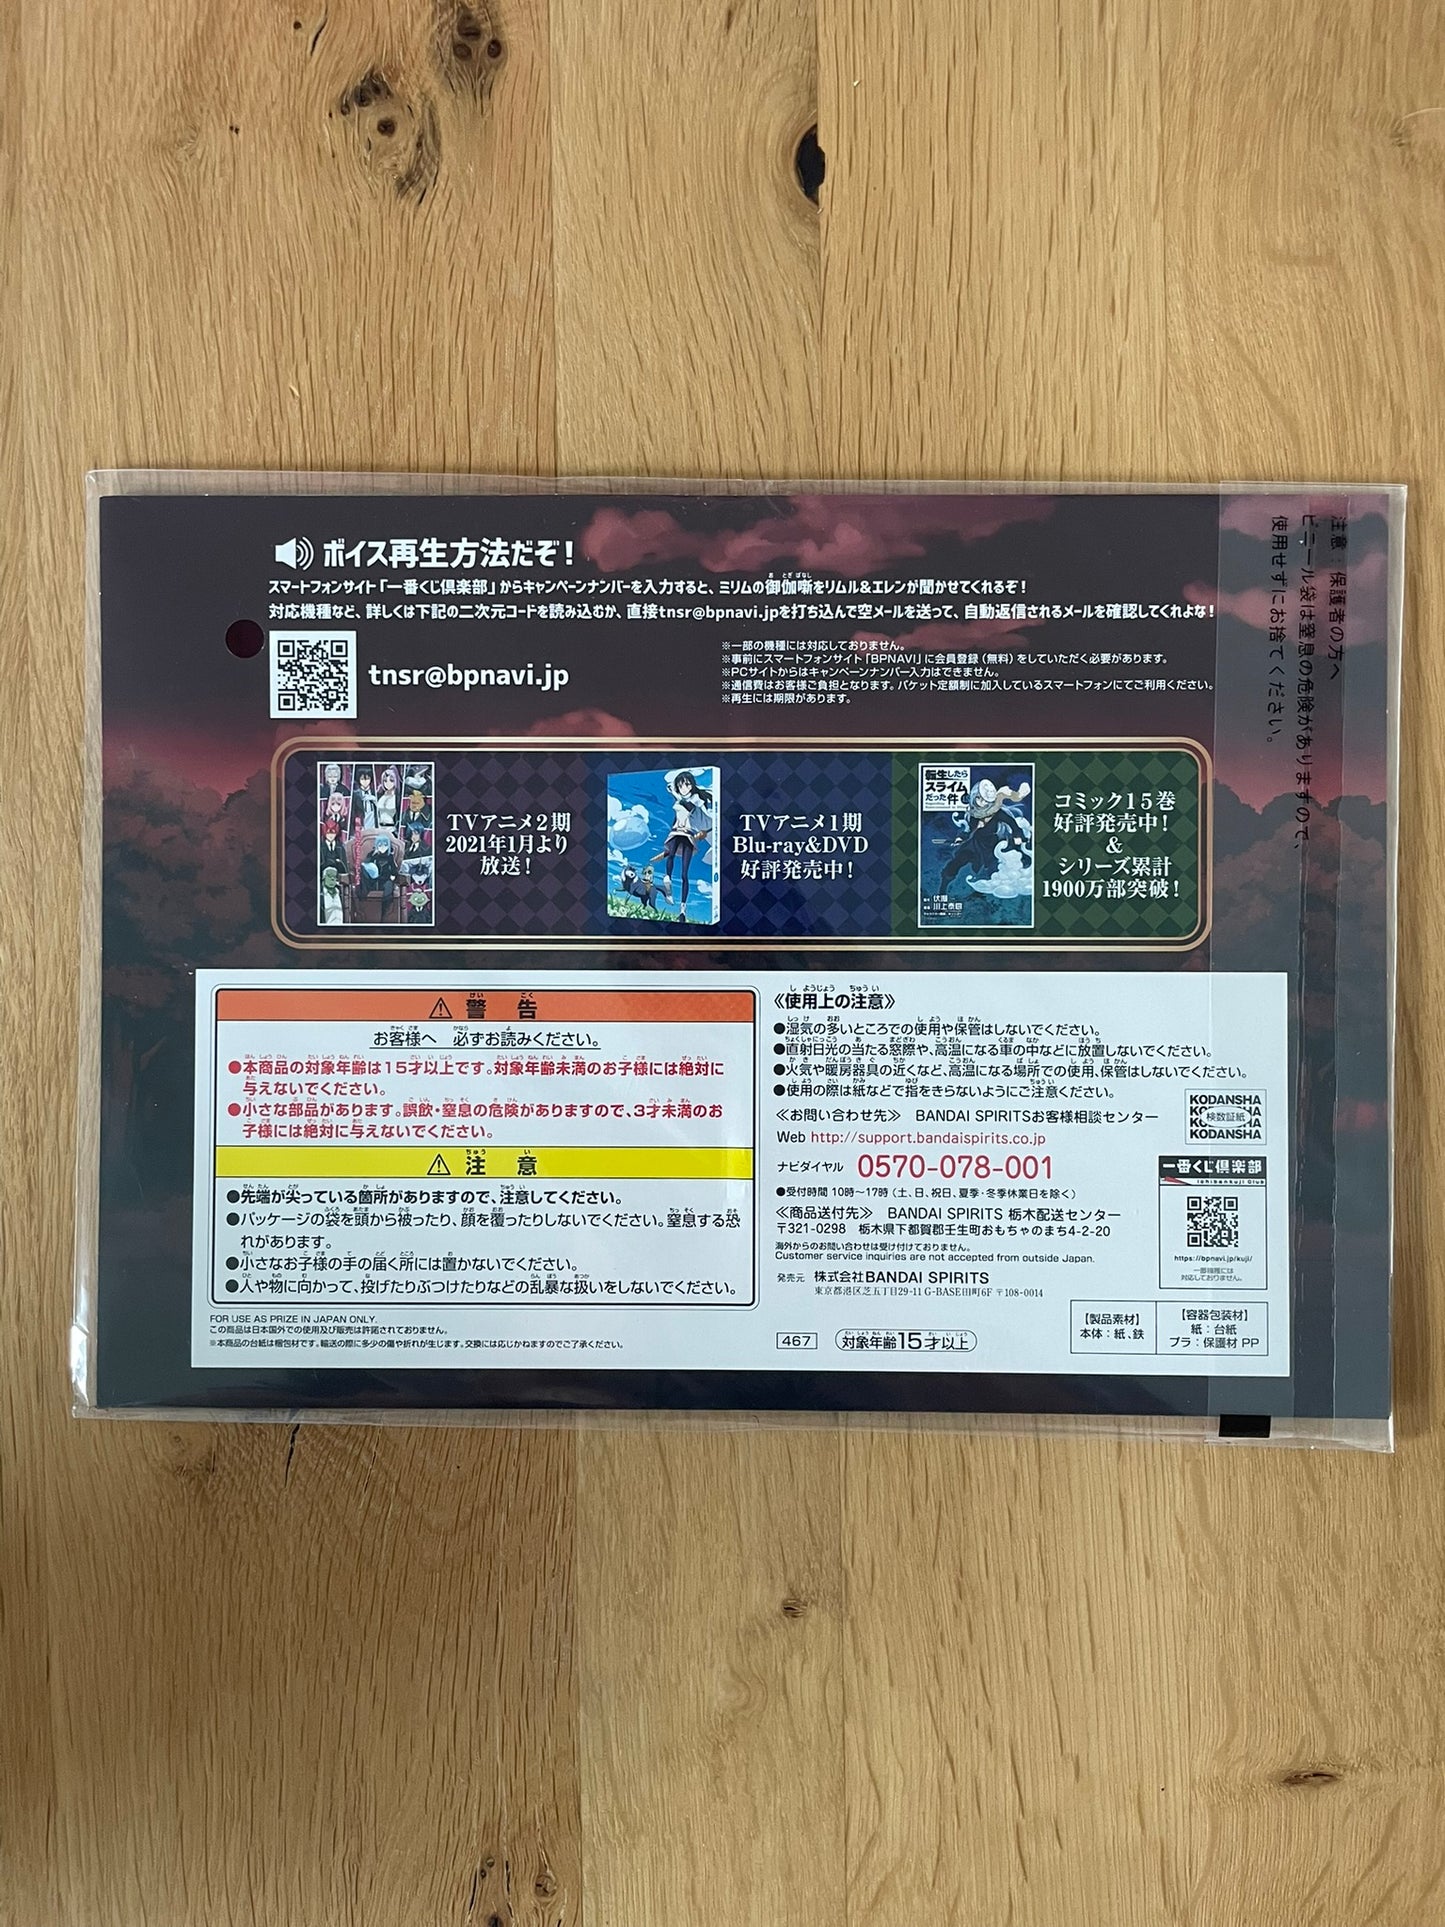 ボイス再生方法だぞ!
スマートフォンサイト「一番くじ倶楽部」からキャンペーンナンバーを入力すると、ミリムの御伽噺をリムル&エレンが聞かせてくれるぞ!
対応機種など、詳しくは下記の二次元コードを読み込むか、直接tnsr@bpnavi.jpを打ち込んで空メールを送って、自動返信されるメールを確認してくれよな!
tnsr@bpnavi.jp
※一部の機種には対応しておりません。
※事前にスマートフォンサイト「BPNAVI」に会員登録(無料)をしていただく必要があります。
※PCサイトからはキャンペーンナンバー入力はできません。
※通信費はお客様ご負担となります。パケット定額制に加入しているスマートフォンにてご利用ください。
※再生には期限があります。
注意:保護者の方へ
ビニール袋は窒息の危険がありますので、
使用せずにお捨てください。
TVアニメ2期
2021年1月より
放送!
TVアニメ1期
Blu-ray&DVD
好評発売中!
転生したら
スライム
だった件
伏瀬
川上泰樹
コミック15巻
好評発売中!
&
シリーズ累計
1900万部突破!
⚠警告
お客様へ 必ずお読みください。
●本商品の対象年齢は15才以上です。対象年齢未満のお子様には絶対に
与えないでください。
●小さな部品があります。誤飲・窒息の危険がありますので、3才未満のお
子様には絶対に与えないでください。
⚠注意
●先端が尖っている箇所がありますので、注意してください。
●パッケージの袋を頭から被ったり、顔を覆ったりしないでください。窒息する恐
れがあります。
●小さなお子様の手の届く所には置かないでください。
●人や物に向かって、投げたりぶつけたりなどの乱暴な扱いをしないでください。
FOR USE AS PRIZE IN JAPAN ONLY.
この商品は日本国外での使用及び販売は許諾されておりません。
※本商品の台紙は梱包材です。輸送の際に多少の傷や折れが生じます。交換には応じかねますのでご了承ください。
《使用上の注意》
●湿気の多いところでの使用や保管はしないでください。
●直射日光の当たる窓際や、高温になる車の中などに放置しないでください。
●火気や暖房器具の近くなど、高温になる場所での使用、保管はしないでください。
●使用の際は紙などで指をきらないようにご注意ください。
≪お問い合わせ先≫ BANDAI SPIRITSお客様相談センター
Web http://support.bandaispirits.co.jp
ナビダイヤル 0570-078-001
●受付時間 10時~17時(土、日、祝日、夏季・冬季休業日を除く)
≪商品送付先≫ BANDAI SPIRITS 栃木配送センター
〒321-0298 栃木県下都賀郡壬生町おもちゃのまち4-2-20
海外からのお問い合わせは受け付けておりません。
Customer service inquiries are not accepted from outside Japan.
発売元 株式会社BANDAI SPIRITS
東京都港区芝五丁目29-11 G-BASE田町6F 〒108-0014
467
対象年齢15才以上
KODANSHA
検数証紙
KODANSHA
一番くじ倶楽部
Ichibankuji Club
https://bpnavi.jp/kuji/
一部機種には
対応しておりません。
【製品素材】
本体:紙、鉄
【容器包装材】
紙:台紙
プラ:保護材 PP